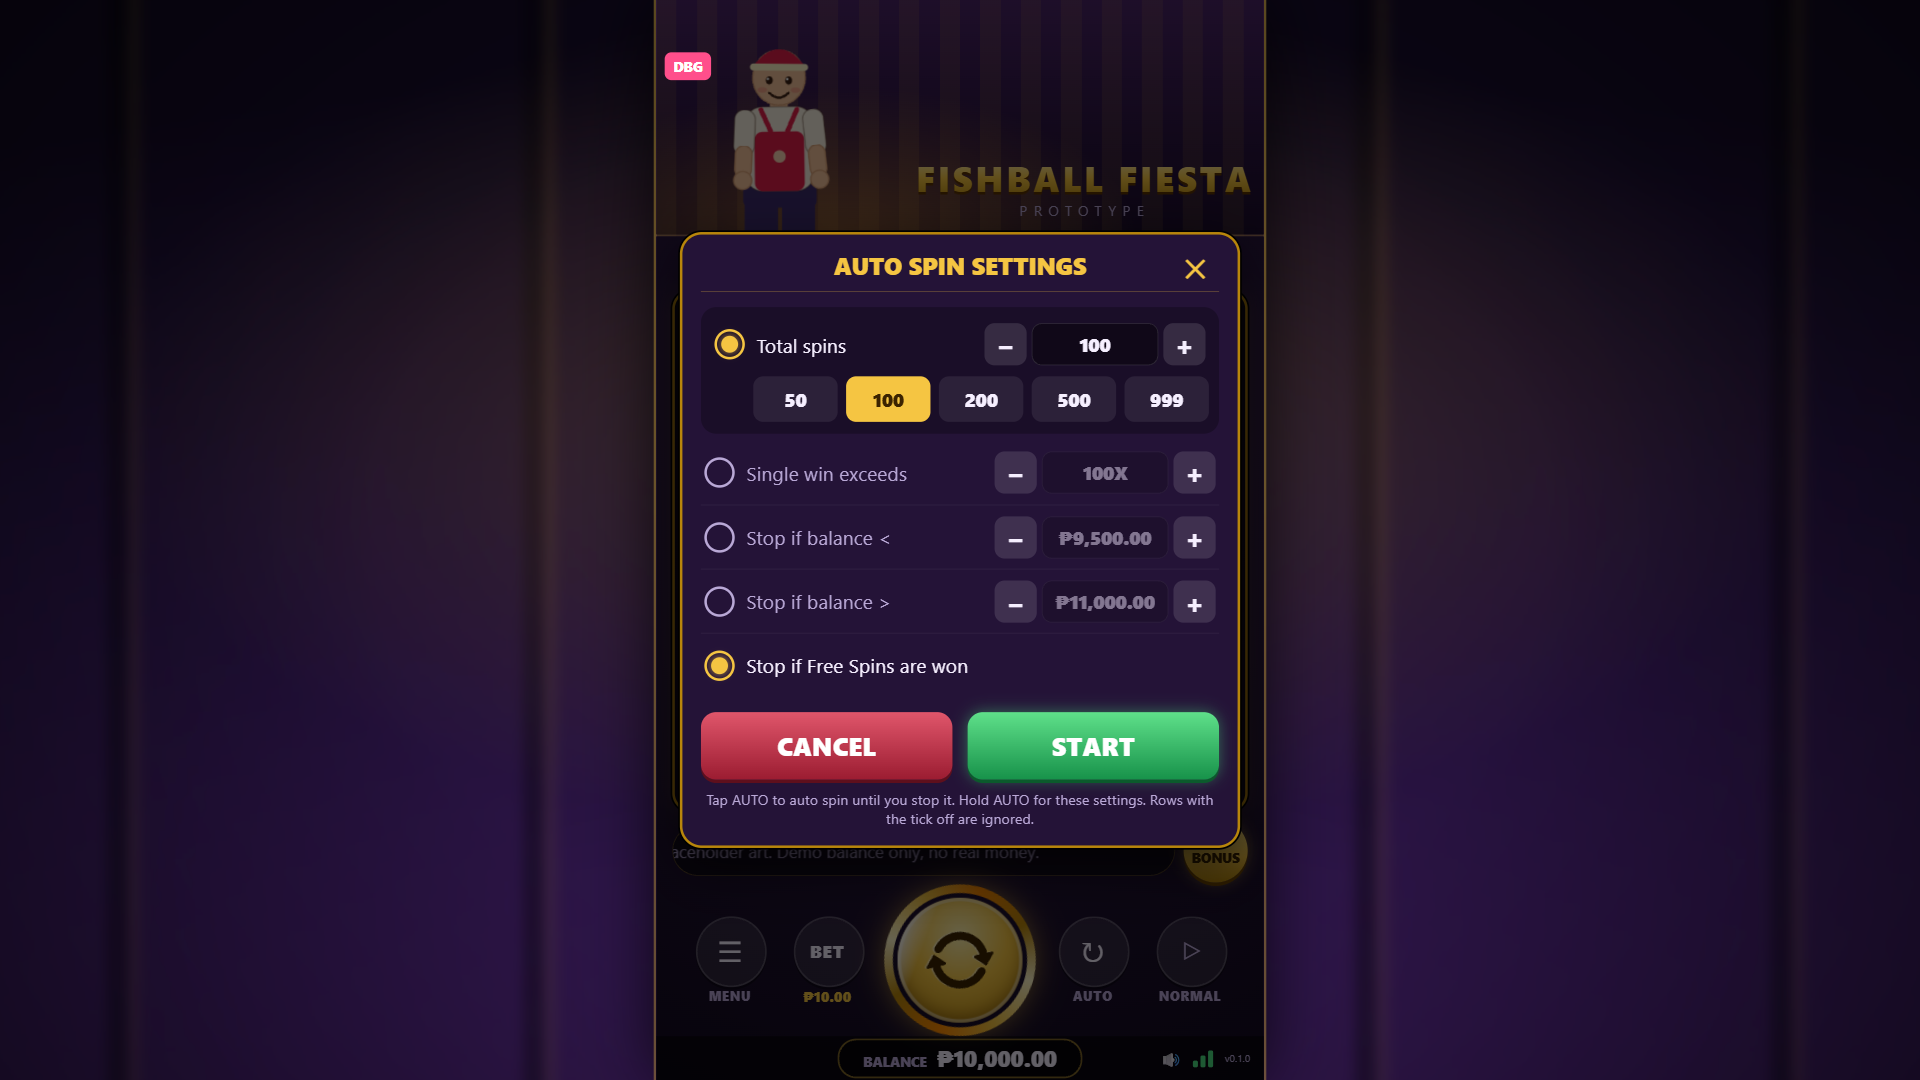 DBG
FISHBALL FIESTA
PROTOTYPE
AUTO SPIN SETTINGS
Total spins
−
100
+
50
100
200
500
999
Single win exceeds
−
100X
+
Stop if balance <
−
₱9,500.00
+
Stop if balance >
−
₱11,000.00
+
Stop if Free Spins are won
CANCEL
START
Tap AUTO to auto spin until you stop it. Hold AUTO for these settings. Rows with
the tick off are ignored.
art. Demo balance only, no real money.
BONUS
BET
MENU
₱10.00
AUTO
NORMAL
BALANCE ₱10,000.00
v0.1.0